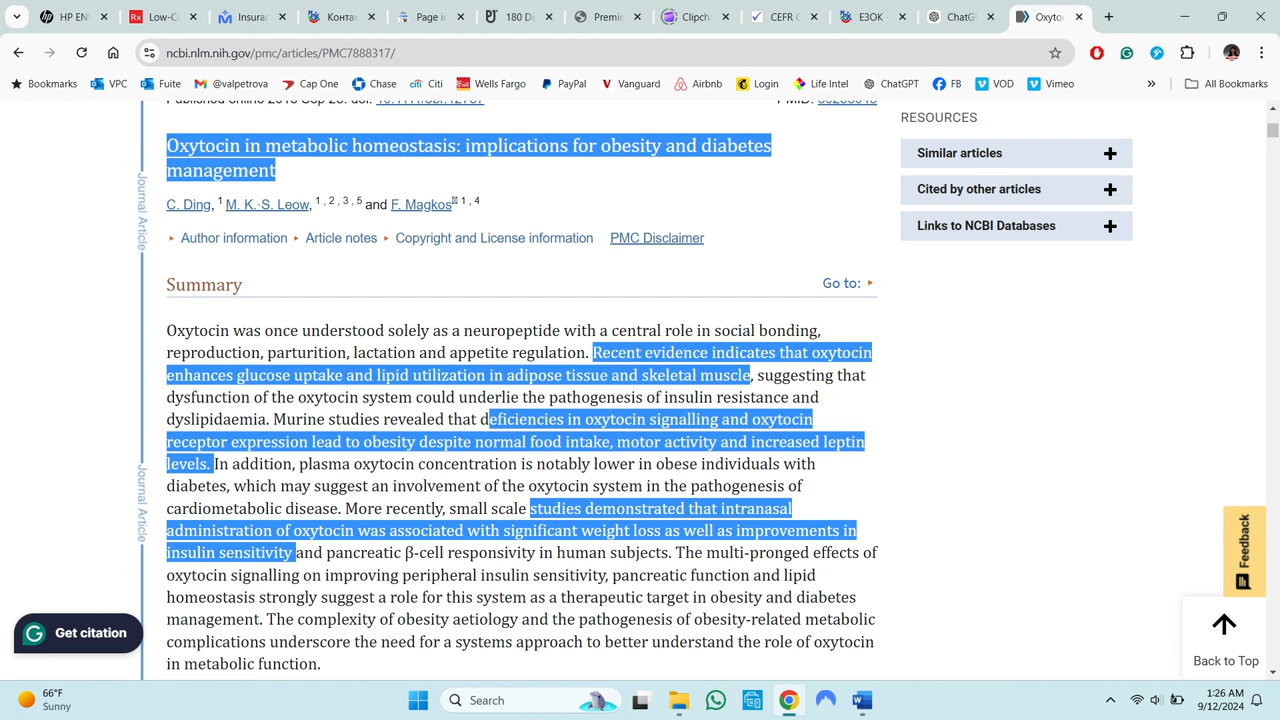 HP EN
Low-C
Insuran
Конта
Page i
180 D
Premie
Clipch
CEFR
ЕЗОК
ChatG
Oxyto
ncbi.nlm.nih.gov/pmc/articles/PMC7888317/
Bookmarks VPC Fuite @valpetrova Cap One Chase Citi Wells Fargo PayPal Vanguard Airbnb Login Life Intel ChatGPT FB VOD Vimeo All Bookmarks
RESOURCES
Oxytocin in metabolic homeostasis: implications for obesity and diabetes
management
Similar articles
Cited by other articles
Links to NCBI Databases
C. Ding, 1 M. K.‐S. Leow, 1 , 2 , 3 , 5 and F. Magkos 1 , 4
Author information Article notes Copyright and License information PMC Disclaimer
Journal Article
Summary
Go to:
Oxytocin was once understood solely as a neuropeptide with a central role in social bonding,
reproduction, parturition, lactation and appetite regulation. Recent evidence indicates that oxytocin
enhances glucose uptake and lipid utilization in adipose tissue and skeletal muscle, suggesting that
dysfunction of the oxytocin system could underlie the pathogenesis of insulin resistance and
dyslipidaemia. Murine studies revealed that deficiencies in oxytocin signalling and oxytocin
receptor expression lead to obesity despite normal food intake, motor activity and increased leptin
levels. In addition, plasma oxytocin concentration is notably lower in obese individuals with
diabetes, which may suggest an involvement of the oxytocin system in the pathogenesis of
cardiometabolic disease. More recently, small scale studies demonstrated that intranasal
administration of oxytocin was associated with significant weight loss as well as improvements in
insulin sensitivity and pancreatic β‐cell responsivity in human subjects. The multi‐pronged effects of
oxytocin signalling on improving peripheral insulin sensitivity, pancreatic function and lipid
homeostasis strongly suggest a role for this system as a therapeutic target in obesity and diabetes
management. The complexity of obesity aetiology and the pathogenesis of obesity‐related metabolic
complications underscore the need for a systems approach to better understand the role of oxytocin
in metabolic function.
Journal Article
Feedback
Get citation
Back to Top
66°F
Sunny
Search
1:26 AM
9/12/2024